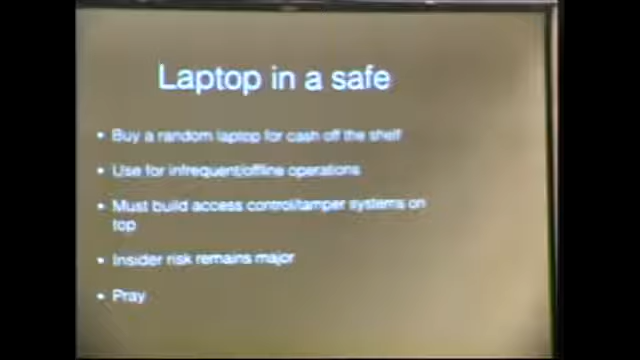 Laptop in a safe
• Buy a random laptop for cash off the shelf
• Use for infrequent/offline operations
• Must build access control/tamper systems on
top
• Insider risk remains major
• Pray